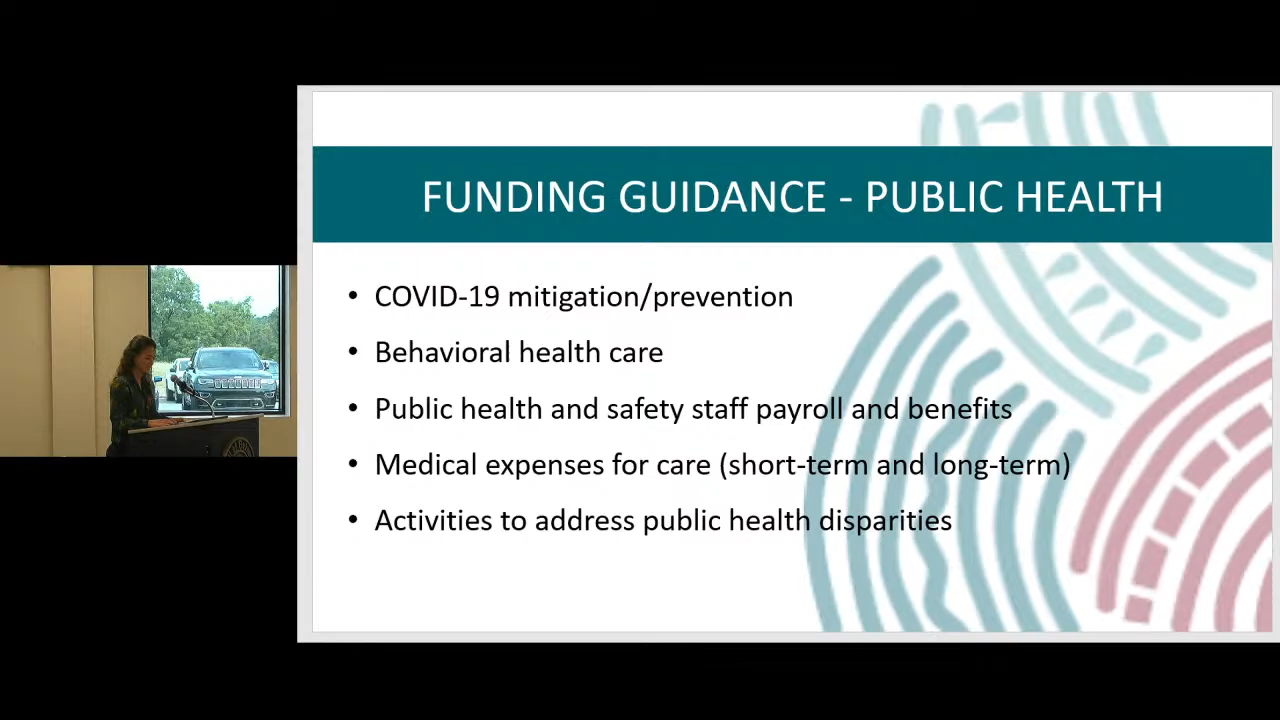 FUNDING GUIDANCE - PUBLIC HEALTH
• COVID-19 mitigation/prevention
• Behavioral health care
• Public health and safety staff payroll and benefits
• Medical expenses for care (short-term and long-term)
• Activities to address public health disparities